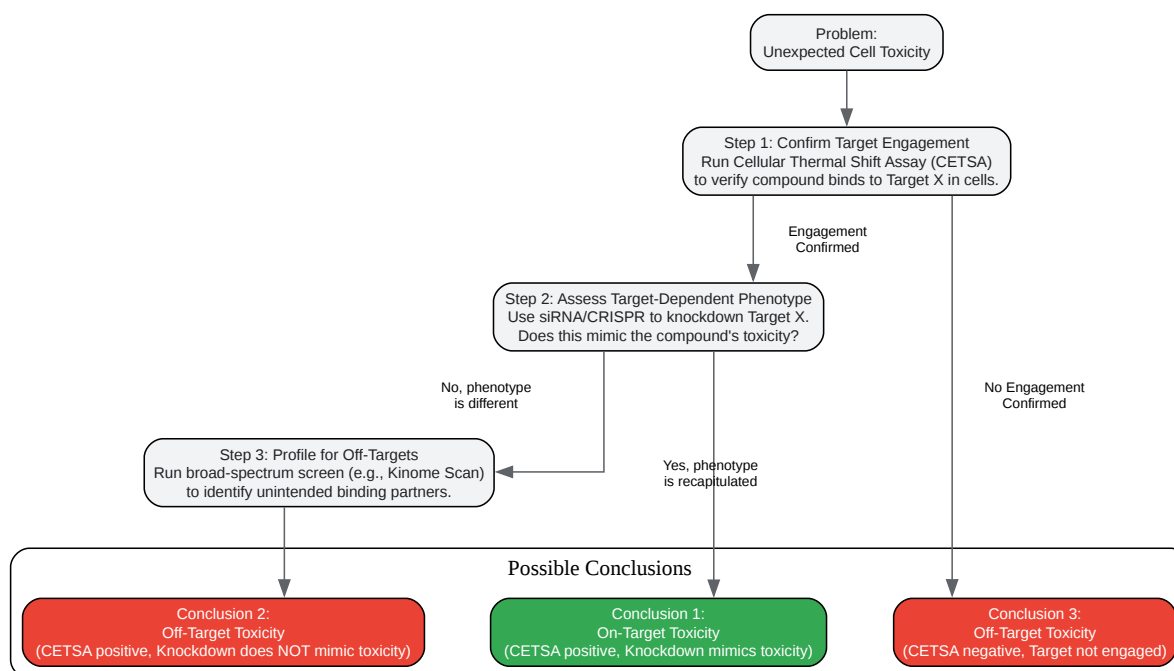 Problem:
Unexpected Cell Toxicity
Step 1: Confirm Target Engagement
Run Cellular Thermal Shift Assay (CETSA)
to verify compound binds to Target X in cells.
Engagement
Confirmed
Step 2: Assess Target-Dependent Phenotype
Use siRNA/CRISPR to knockdown Target X.
Does this mimic the compound's toxicity?
No, phenotype
is different
No Engagement
Confirmed
Step 3: Profile for Off-Targets
Run broad-spectrum screen (e.g., Kinome Scan)
to identify unintended binding partners.
Yes, phenotype
is recapitulated
Possible Conclusions
Conclusion 2:
Off-Target Toxicity
(CETSA positive, Knockdown does NOT mimic toxicity)
Conclusion 1:
On-Target Toxicity
(CETSA positive, Knockdown mimics toxicity)
Conclusion 3:
Off-Target Toxicity
(CETSA negative, Target not engaged)